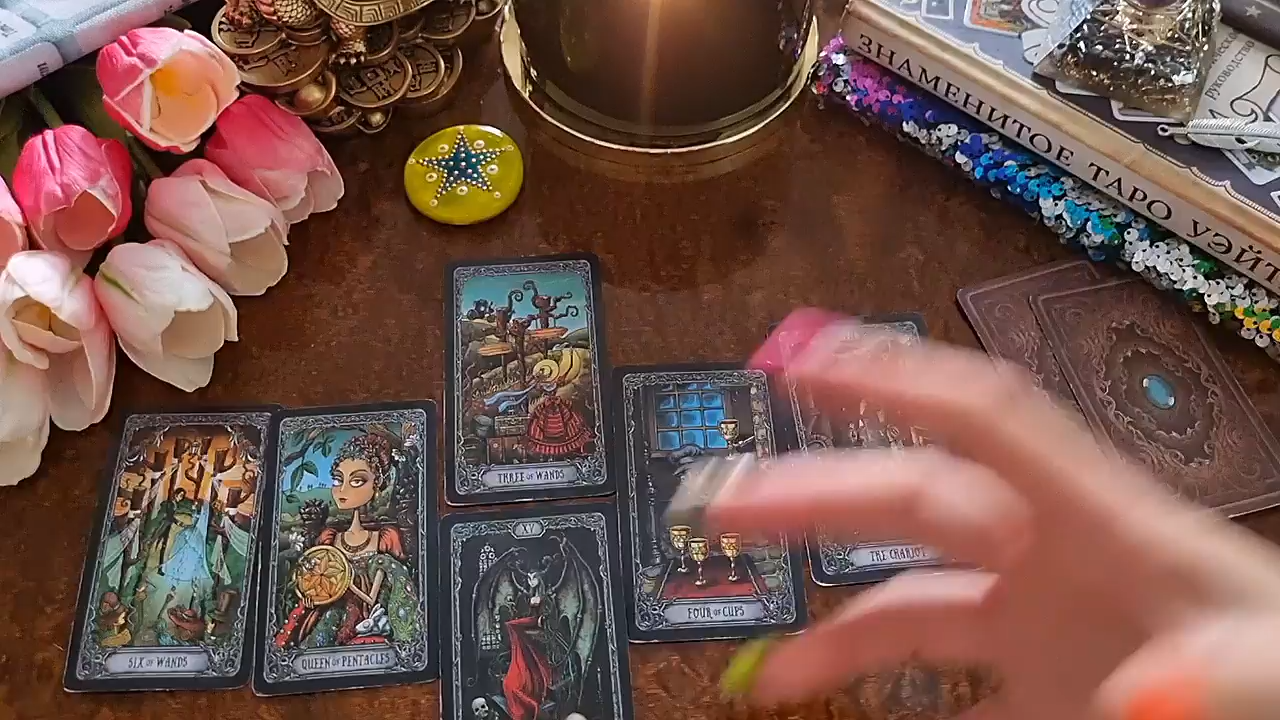 ЗНАМЕНИТОЕ ТАРО УЭЙТ
РУКОВОДСТВО
THREE OF WANDS
XV
THE CHARIOT
FOUR OF CUPS
SIX OF WANDS
QUEEN OF PENTACLES